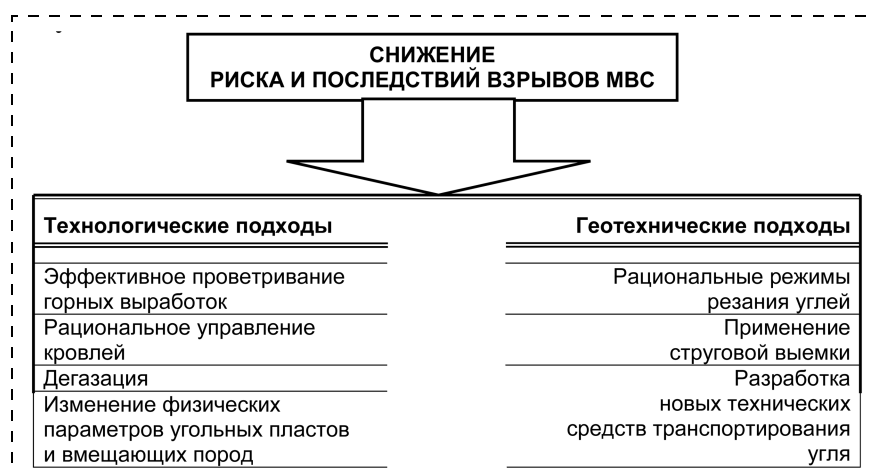 СНИЖЕНИЕ
РИСКА И ПОСЛЕДСТВИЙ ВЗРЫВОВ МВС
Технологические подходы
Эффективное проветривание
горных выработок
Рациональное управление
кровлей
Дегазация
Изменение физических
параметров угольных пластов
и вмещающих пород
Геотехнические подходы
Рациональные режимы
резания углей
Применение
струговой выемки
Разработка
новых технических
средств транспортирования
угля